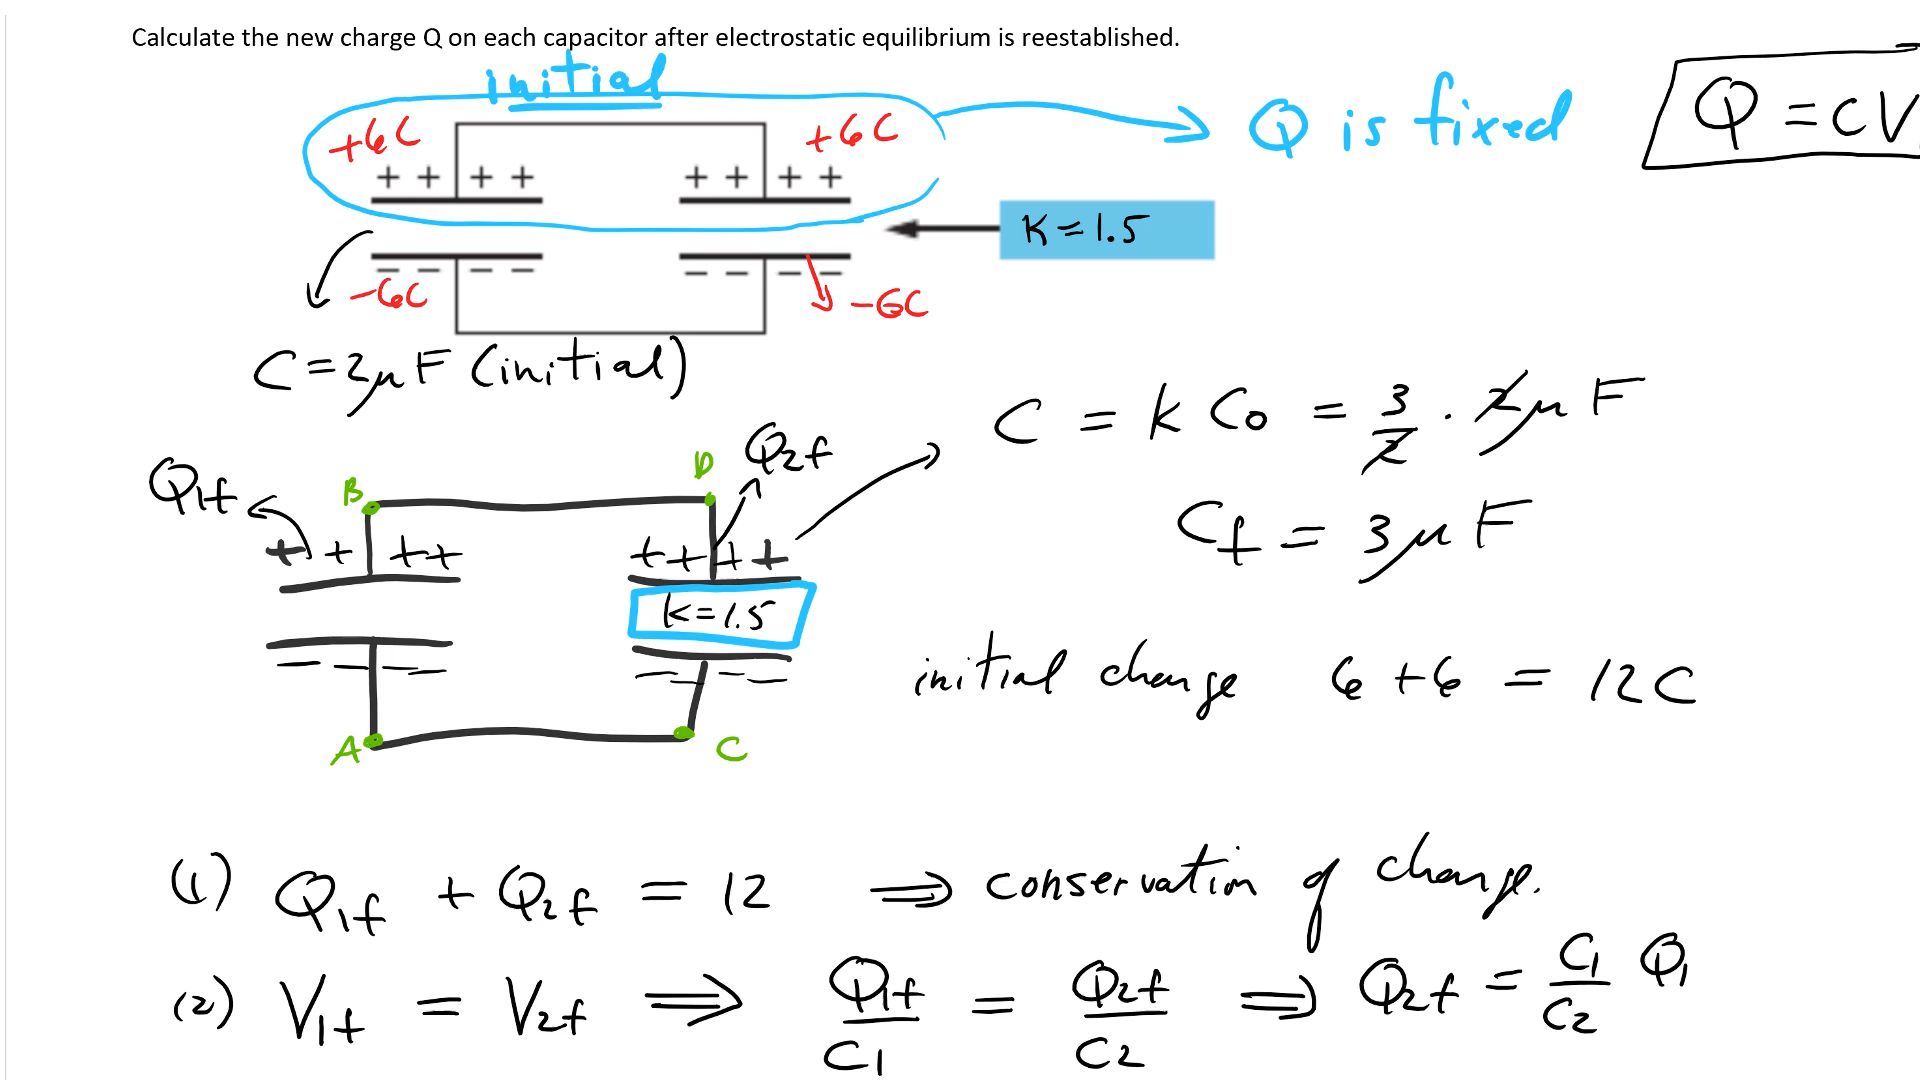 Calculate the new charge Q on each capacitor after electrostatic equilibrium is reestablished.
initial
+6C +6C
+ + + + + + + +
Q is fixed
Q = CV
K = 1.5
− − − − − − − −
−6C −6C
C = 2μF (initial)
C = k C₀ = 3/2 · 2μF
Q₁f B D Q₂f
+ + + + + + + +
C_f = 3μF
K = 1.5
initial charge 6 + 6 = 12C
− − − − − − − −
A C
(1) Q₁f + Q₂f = 12 ⇒ conservation of charge.
(2) V₁f = V₂f ⇒ Q₁f/C₁ = Q₂f/C₂ ⇒ Q₂f = C₁/C₂ Q₁